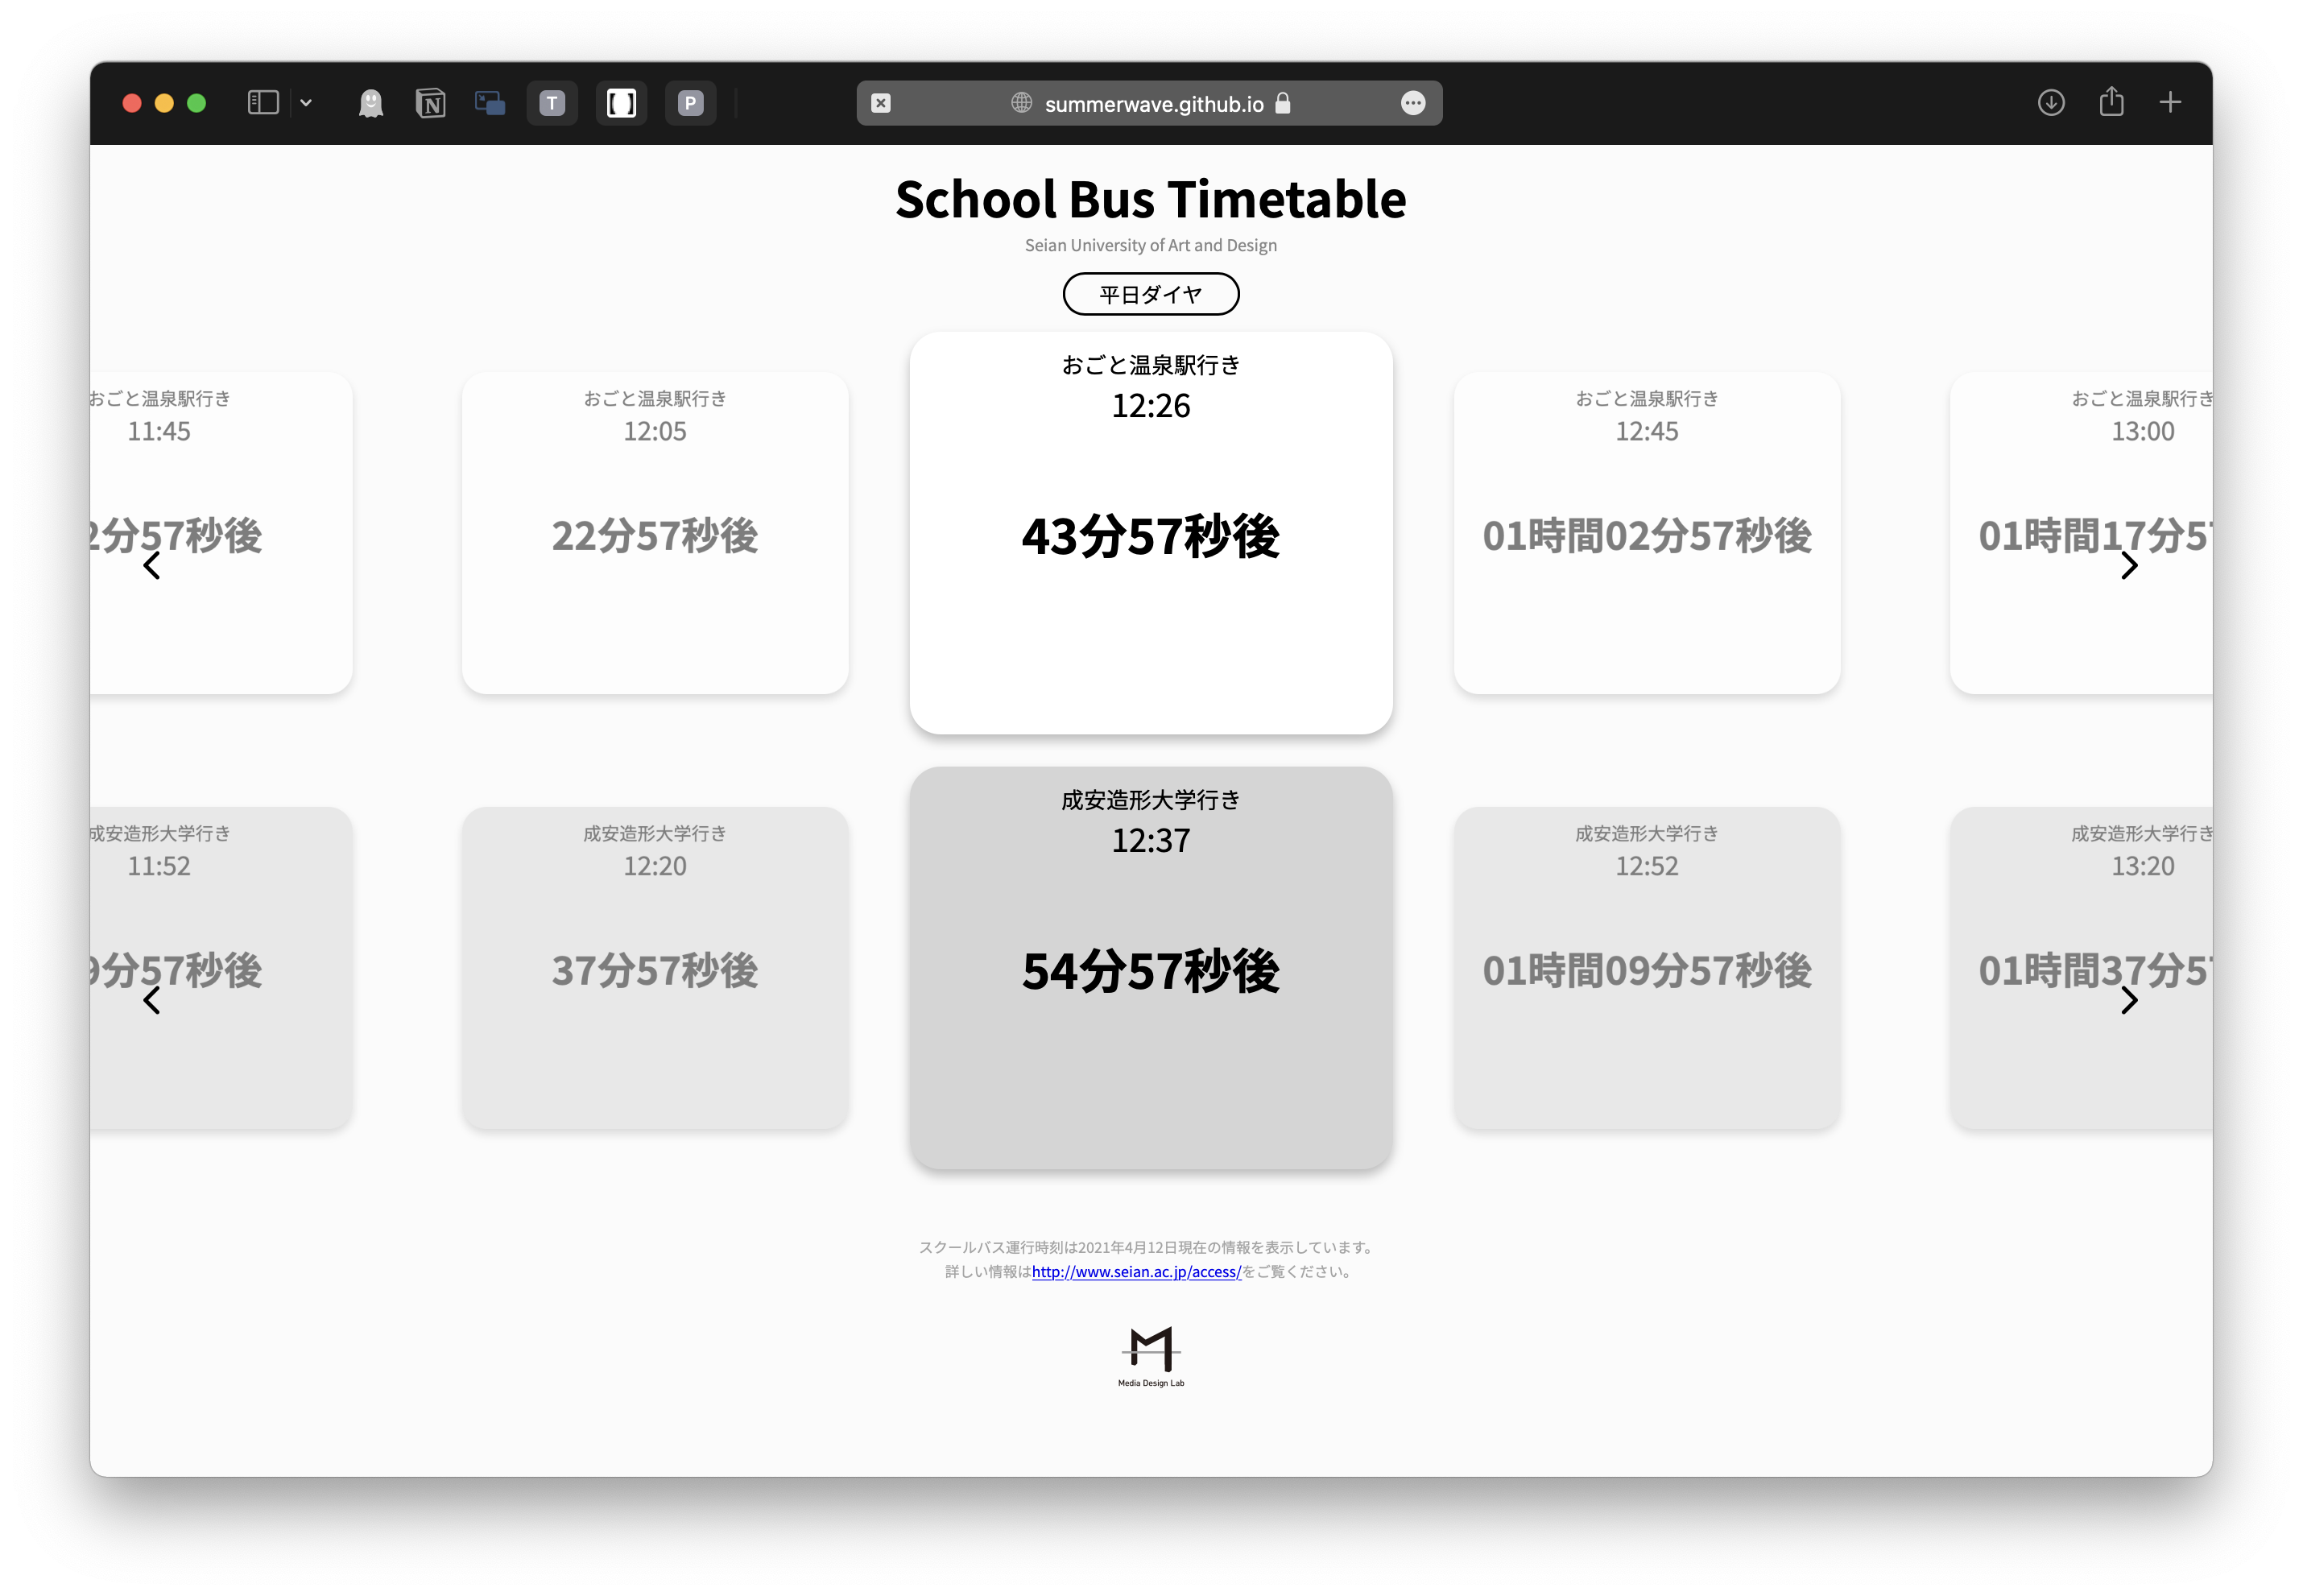 T
P
summerwave.github.io
School Bus Timetable
Seian University of Art and Design
平日ダイヤ
おごと温泉駅行き
11:45
2分57秒後
おごと温泉駅行き
12:05
22分57秒後
おごと温泉駅行き
12:26
43分57秒後
おごと温泉駅行き
12:45
01時間02分57秒後
おごと温泉駅行き
13:00
01時間17分57
成安造形大学行き
11:52
9分57秒後
成安造形大学行き
12:20
37分57秒後
成安造形大学行き
12:37
54分57秒後
成安造形大学行き
12:52
01時間09分57秒後
成安造形大学行き
13:20
01時間37分57
スクールバス運行時刻は2021年4月12日現在の情報を表示しています。
詳しい情報はhttp://www.seian.ac.jp/access/をご覧ください。
Media Design Lab